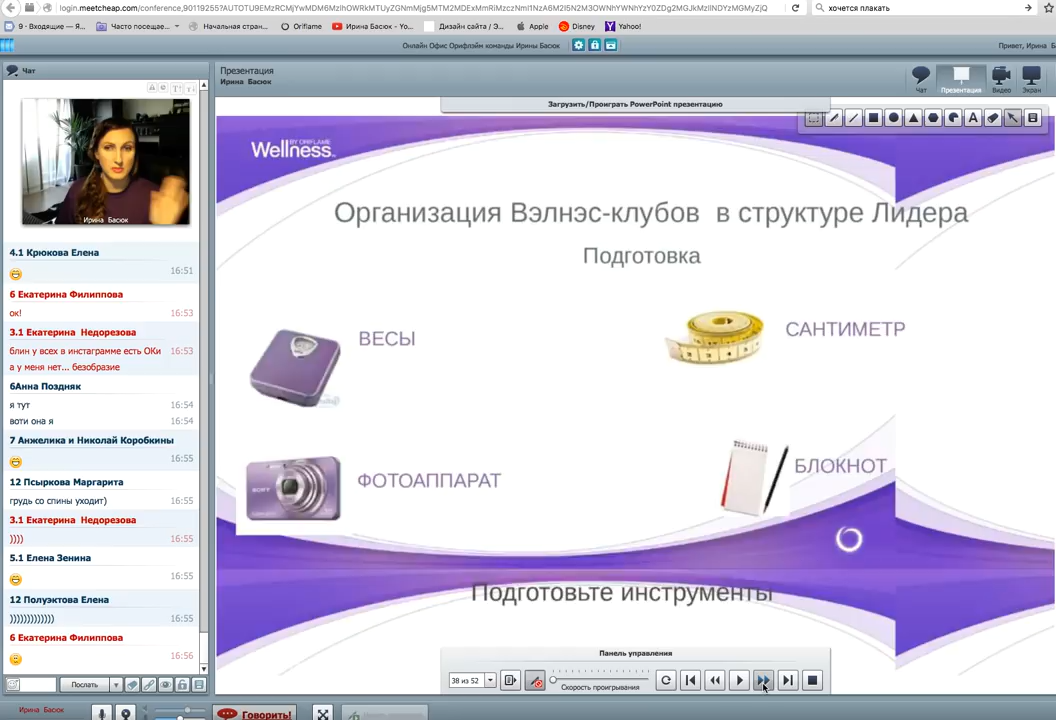 хочется плакать
9 · Входящие — Я...
Часто посещае...
Начальная стран...
Oriflame
Ирина Басюк - Yo...
Дизайн сайта / Э...
Apple
Disney
Yahoo!
Онлайн Офис Орифлэйм команды Ирины Басюк
Привет, Ирина Б
Чат
Презентация
Ирина Басюк
Чат
Презентация
Видео
Экран
Загрузить/Проиграть PowerPoint презентацию
Ирина Басюк
4.1 Крюкова Елена
16:51
6 Екатерина Филиппова
ок!
16:53
3.1 Екатерина Недорезова
блин у всех в инстаграмме есть ОКи
16:53
а у меня нет... безобразие
6Анна Поздняк
я тут
16:54
воти она я
16:54
7 Анжелика и Николай Коробкины
16:55
12 Псыркова Маргарита
грудь со спины уходит)
16:55
3.1 Екатерина Недорезова
))))
16:55
5.1 Елена Зенина
16:55
12 Полуэктова Елена
)))))))))))))
16:55
6 Екатерина Филиппова
16:56
Послать
Ирина Басюк
Говорить!
Wellness BY ORIFLAME
Организация Вэлнэс-клубов в структуре Лидера
Подготовка
ВЕСЫ
САНТИМЕТР
ФОТОАППАРАТ
БЛОКНОТ
SONY
Подготовьте инструменты
Панель управления
38 из 52
Скорость проигрывания